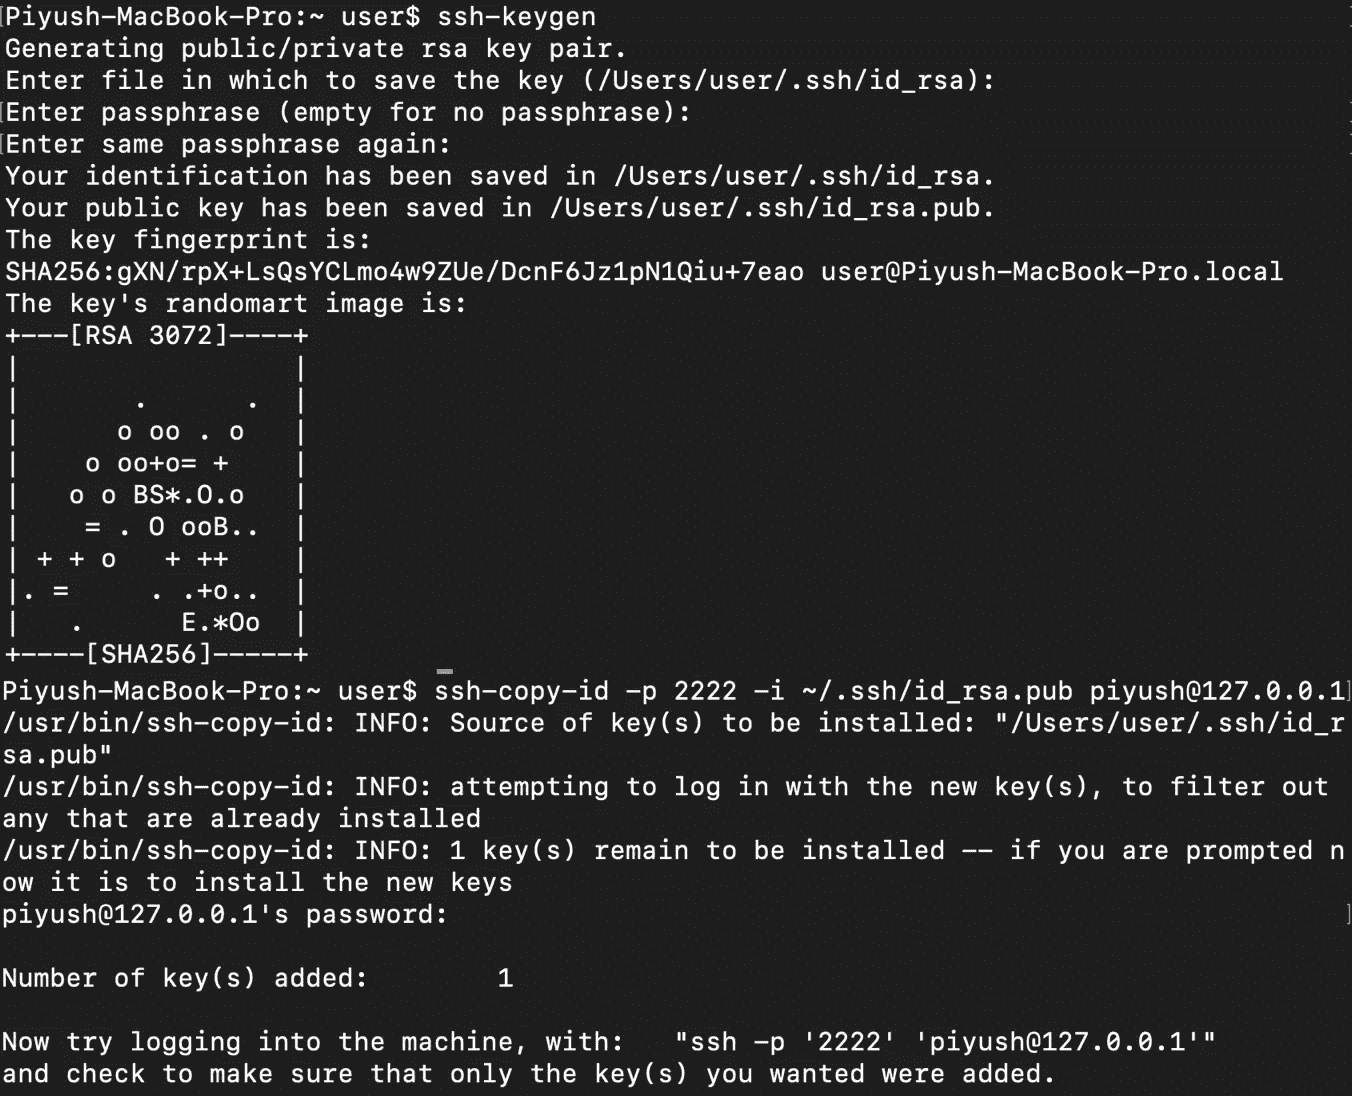 Piyush-MacBook-Pro:~ user$ ssh-keygen
Generating public/private rsa key pair.
Enter file in which to save the key (/Users/user/.ssh/id_rsa):
Enter passphrase (empty for no passphrase):
Enter same passphrase again:
Your identification has been saved in /Users/user/.ssh/id_rsa.
Your public key has been saved in /Users/user/.ssh/id_rsa.pub.
The key fingerprint is:
SHA256:gXN/rpX+LsQsYCLmo4w9ZUe/DcnF6Jz1pN1Qiu+7eao user@Piyush-MacBook-Pro.local
The key's randomart image is:
+---[RSA 3072]----+
|                 |
|       .      .  |
|      o oo . o   |
|    o oo+o= +    |
|   o o BS*.O.o   |
|    = . O ooB..  |
| + + o   + ++    |
|. =     . .+o..  |
|   .      E.*Oo  |
+----[SHA256]-----+
Piyush-MacBook-Pro:~ user$ ssh-copy-id -p 2222 -i ~/.ssh/id_rsa.pub piyush@127.0.0.1
/usr/bin/ssh-copy-id: INFO: Source of key(s) to be installed: "/Users/user/.ssh/id_r
sa.pub"
/usr/bin/ssh-copy-id: INFO: attempting to log in with the new key(s), to filter out
any that are already installed
/usr/bin/ssh-copy-id: INFO: 1 key(s) remain to be installed -- if you are prompted n
ow it is to install the new keys
piyush@127.0.0.1's password:
Number of key(s) added:        1
Now try logging into the machine, with:   "ssh -p '2222' 'piyush@127.0.0.1'"
and check to make sure that only the key(s) you wanted were added.